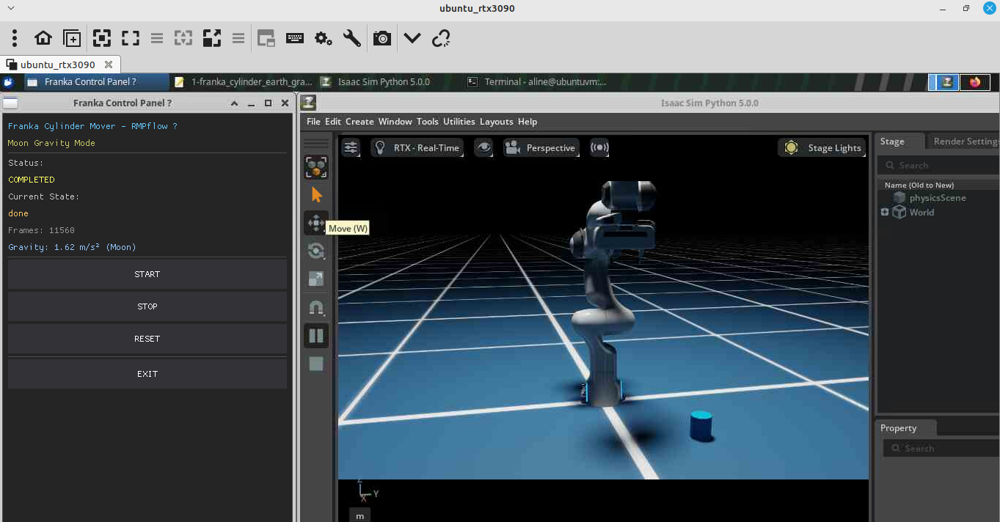 ubuntu_rtx3090
ubuntu_rtx3090
Franka Control Panel ?
1-franka_cylinder_earth_gra...
Isaac Sim Python 5.0.0
Terminal - aline@ubuntuvm:...
Franka Control Panel ?
Isaac Sim Python 5.0.0
Franka Cylinder Mover - RMPflow ?
Moon Gravity Mode
Status:
COMPLETED
Current State:
done
Frames: 11560
Gravity: 1.62 m/s² (Moon)
START
STOP
RESET
EXIT
File Edit Create Window Tools Utilities Layouts Help
RTX - Real-Time
Perspective
Stage Lights
Move (W)
Z
Y
X
m
Stage
Render Settings
Search
Name (Old to New)
physicsScene
World
Property
Search